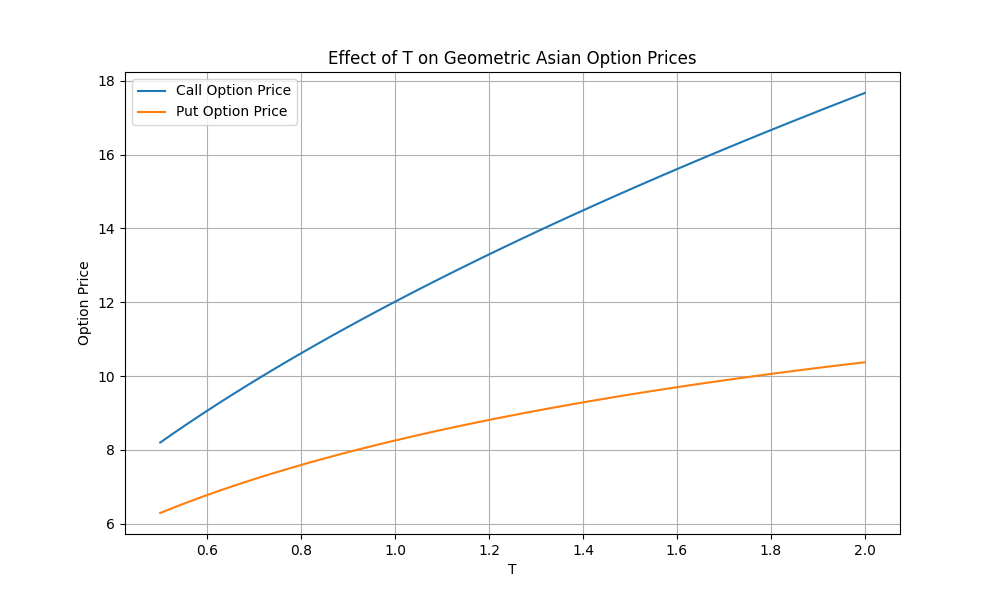 Effect of T on Geometric Asian Option Prices
Call Option Price
Put Option Price
Option Price
18
16
14
12
10
8
6
0.6 0.8 1.0 1.2 1.4 1.6 1.8 2.0
T